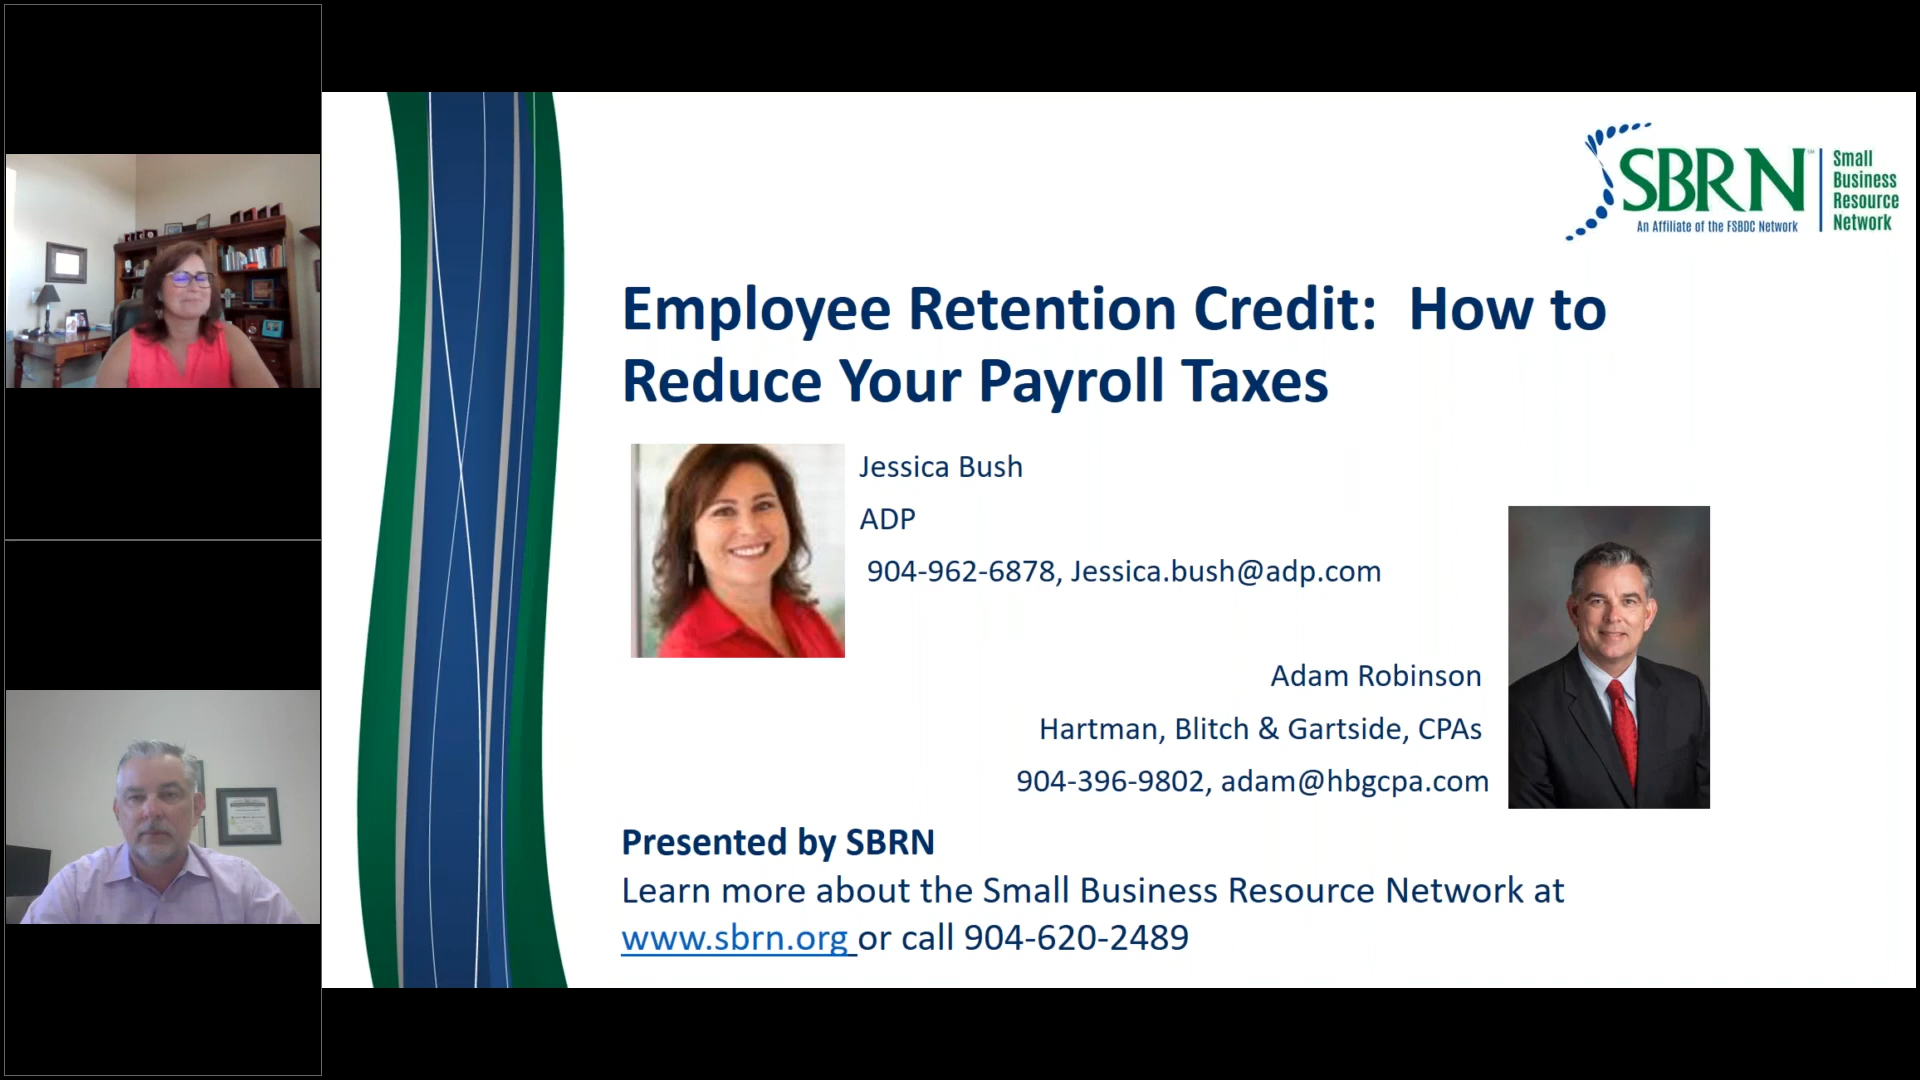 SBRN
An Affiliate of the FSBDC Network
Small
Business
Resource
Network
Employee Retention Credit:  How to
Reduce Your Payroll Taxes
Jessica Bush
ADP
904-962-6878, Jessica.bush@adp.com
Adam Robinson
Hartman, Blitch & Gartside, CPAs
904-396-9802, adam@hbgcpa.com
Presented by SBRN
Learn more about the Small Business Resource Network at
www.sbrn.org or call 904-620-2489